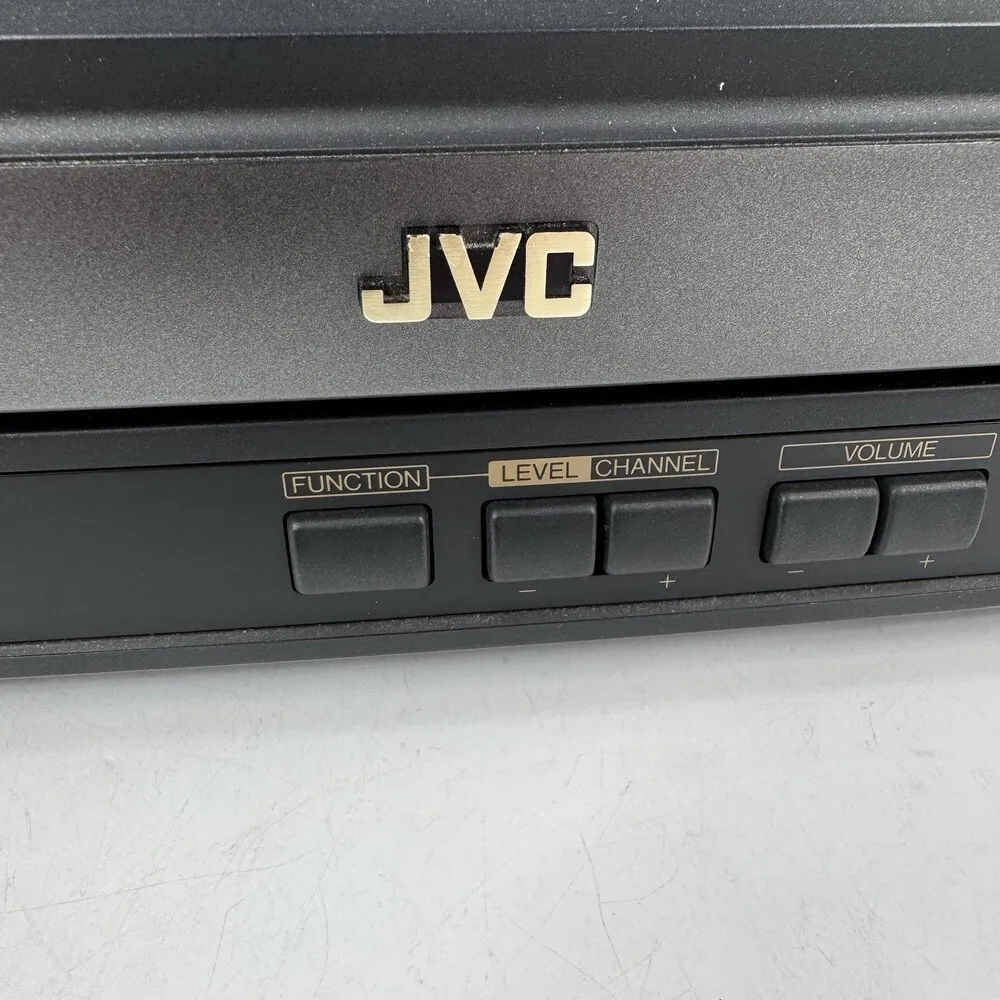 JVC
FUNCTION LEVEL CHANNEL VOLUME
− + − +